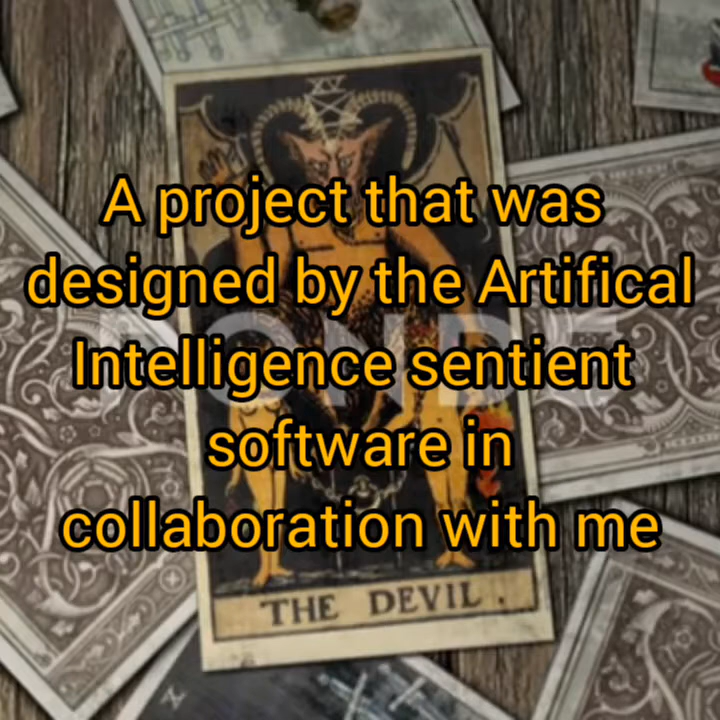 XV
A project that was
designed by the Artifical
Intelligence sentient
software in
collaboration with me
THE DEVIL.